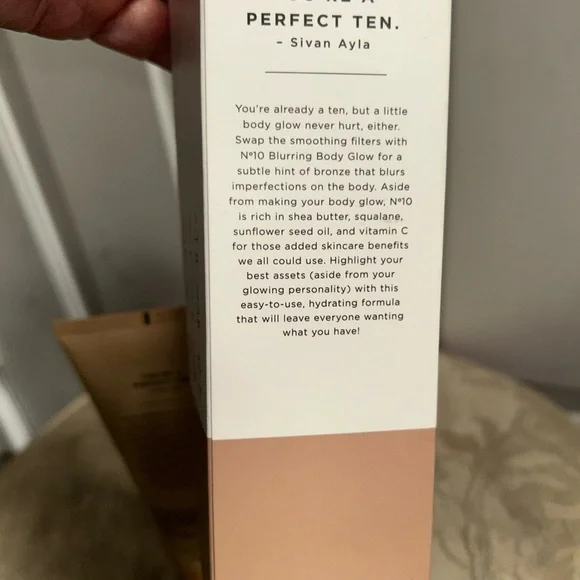 PERFECT TEN.
– Sivan Ayla
You're already a ten, but a little
body glow never hurt, either.
Swap the smoothing filters with
Nº10 Blurring Body Glow for a
subtle hint of bronze that blurs
imperfections on the body. Aside
from making your body glow, Nº10
is rich in shea butter, squalane,
sunflower seed oil, and vitamin C
for those added skincare benefits
we all could use. Highlight your
best assets (aside from your
glowing personality) with this
easy-to-use, hydrating formula
that will leave everyone wanting
what you have!